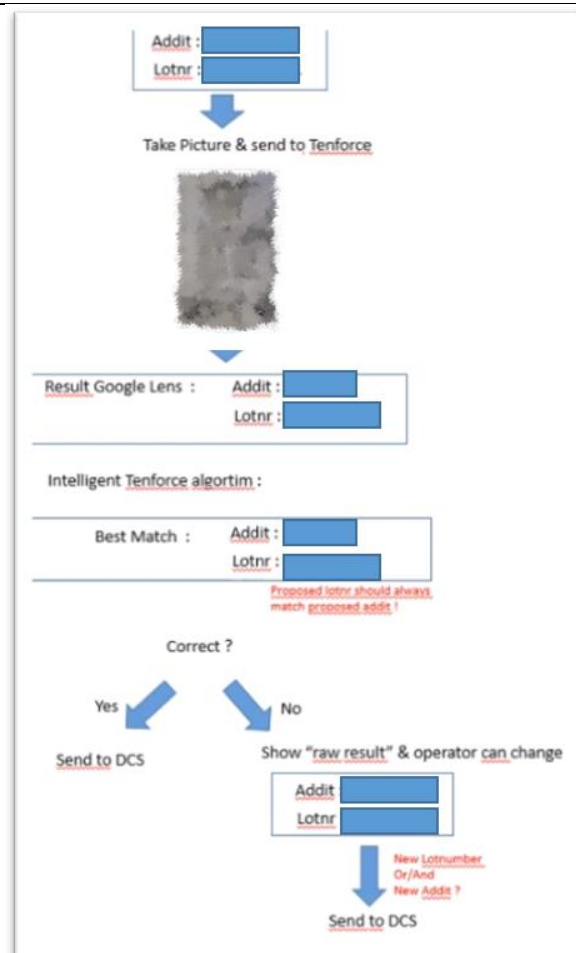 Addit :
Lotnr :
Take Picture & send to Tenforce
Result Google Lens : Addit :
Lotnr :
Intelligent Tenforce algortim :
Best Match : Addit :
Lotnr :
Proposed lotnr should always
match proposed addit !
Correct ?
Yes No
Send to DCS
Show "raw result" & operator can change
Addit
Lotnr
New Lotnumber
Or/And
New Addit ?
Send to DCS